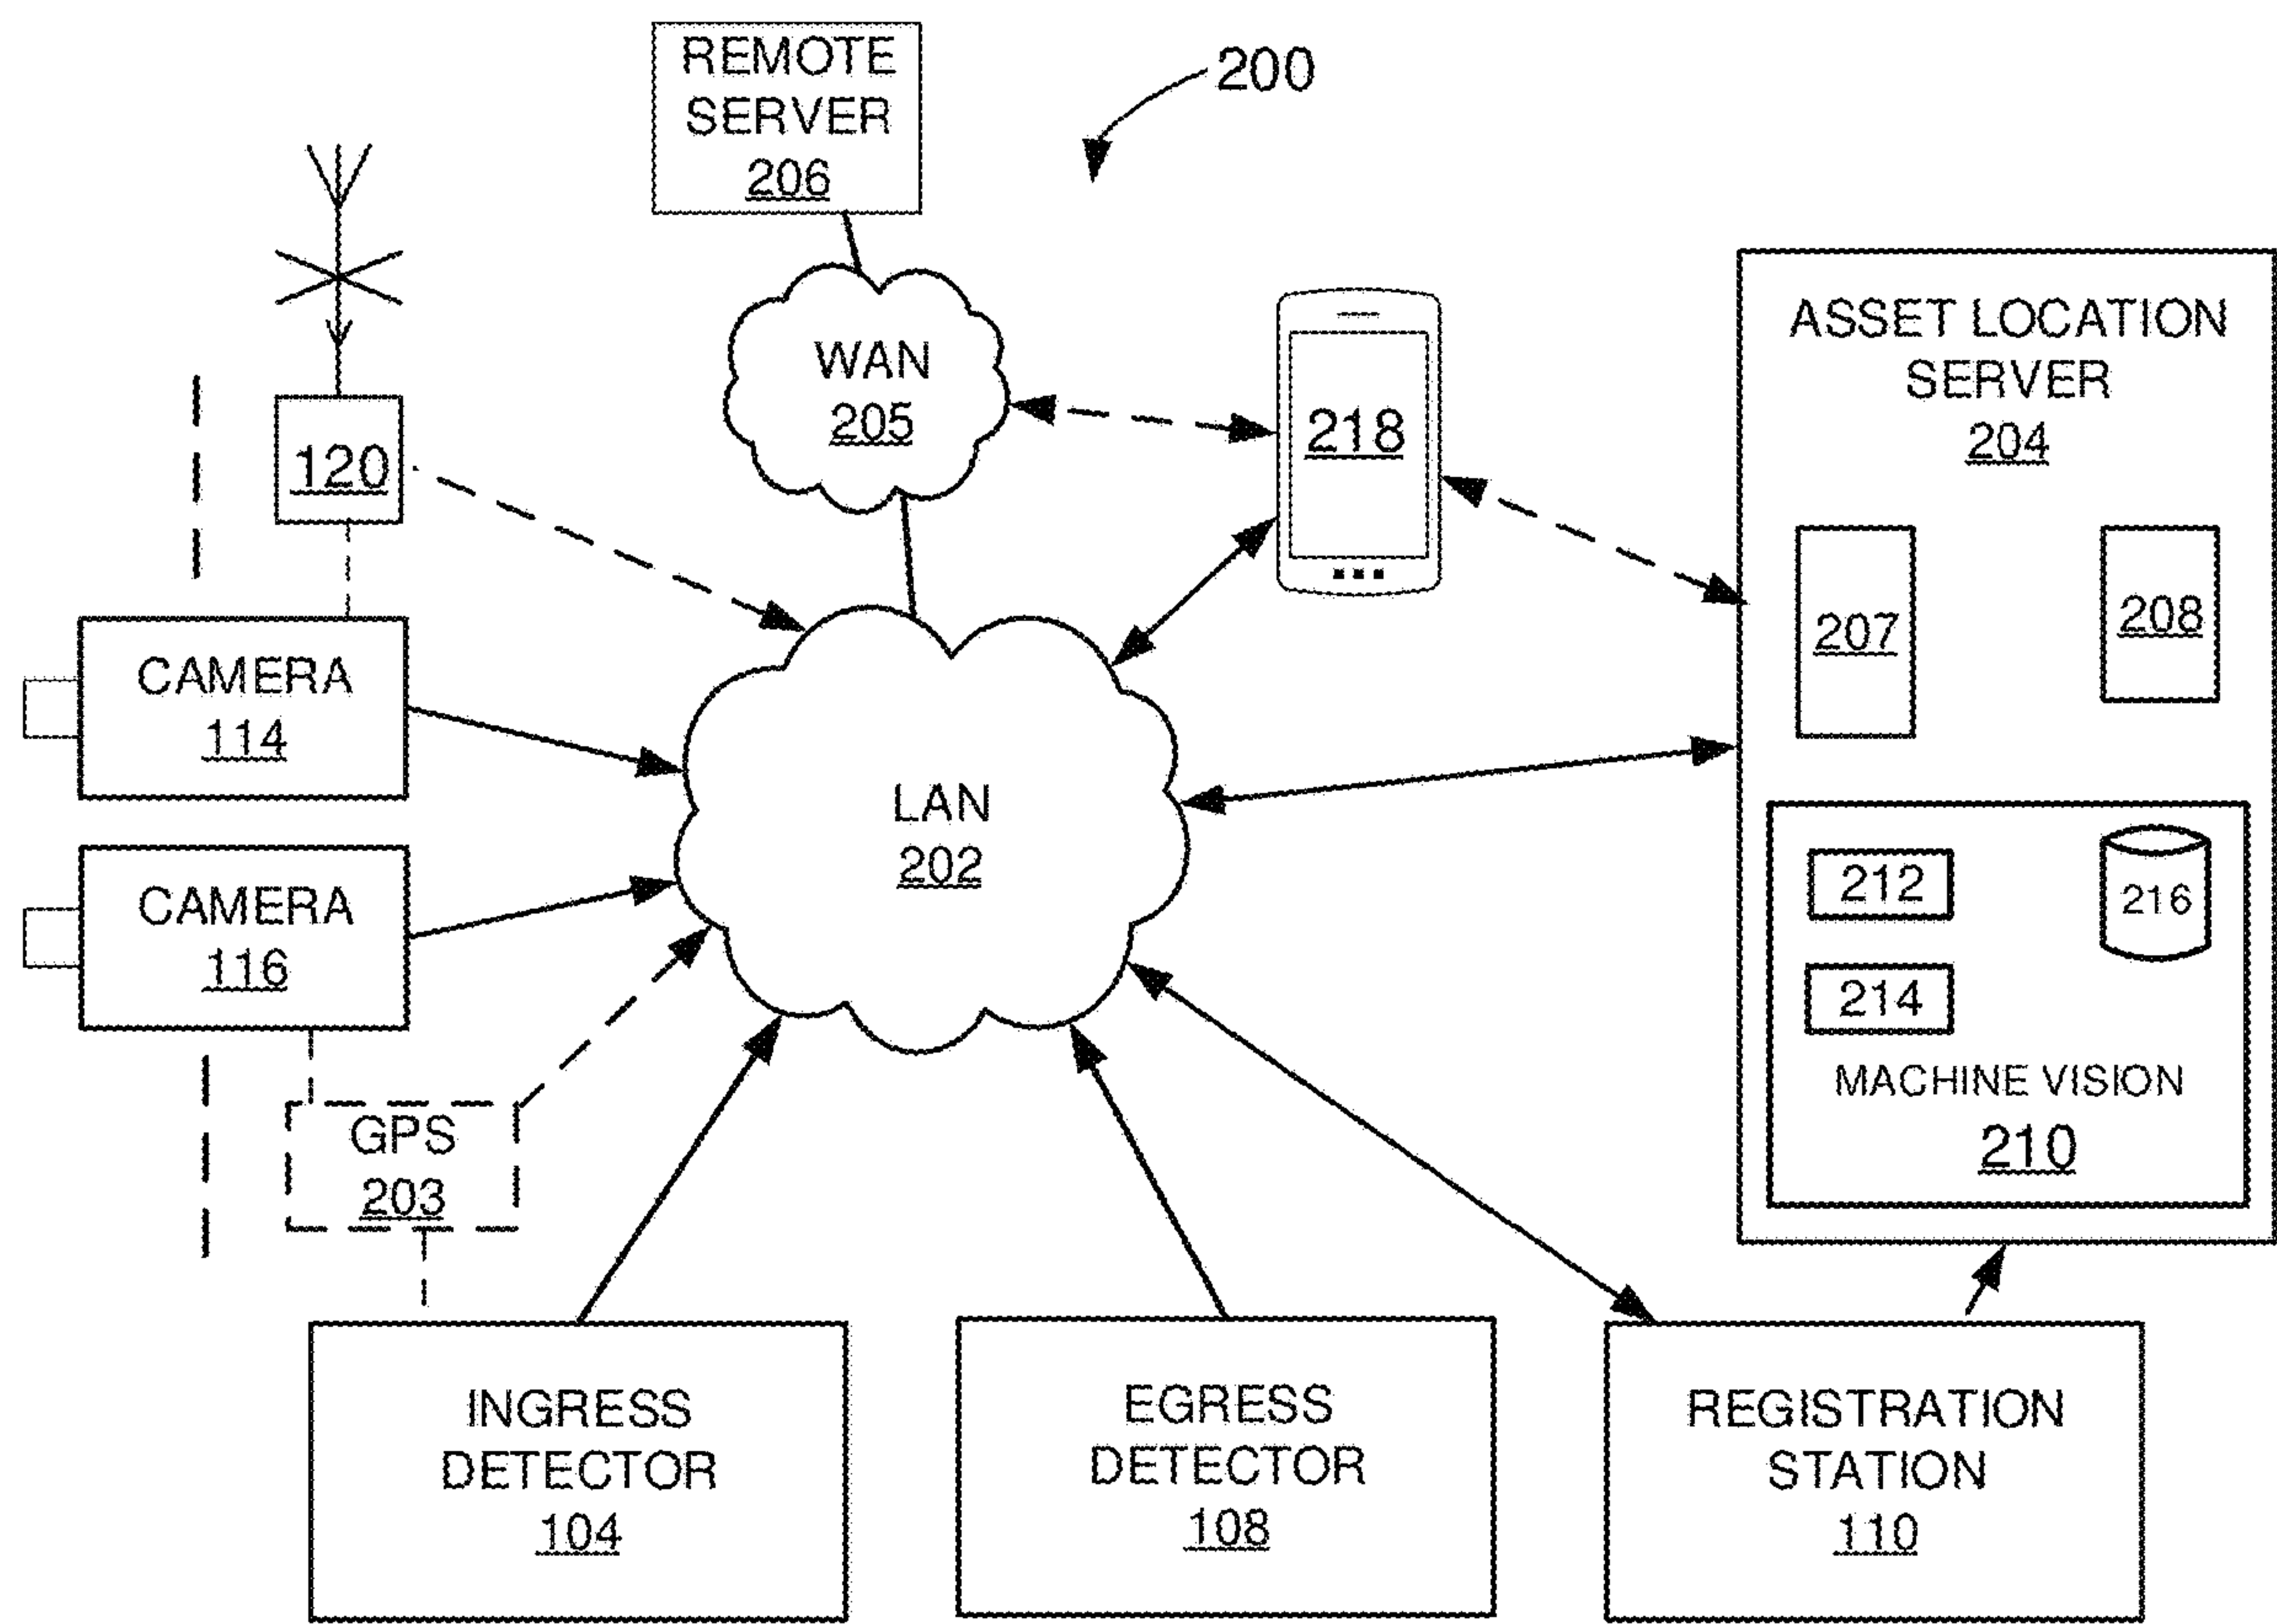 REMOTE
SERVER
206
200
WAN
205
218
ASSET LOCATION
SERVER
204
120
207
208
CAMERA
114
LAN
202
CAMERA
116
212
216
214
MACHINE VISION
210
GPS
203
INGRESS
DETECTOR
104
EGRESS
DETECTOR
108
REGISTRATION
STATION
110